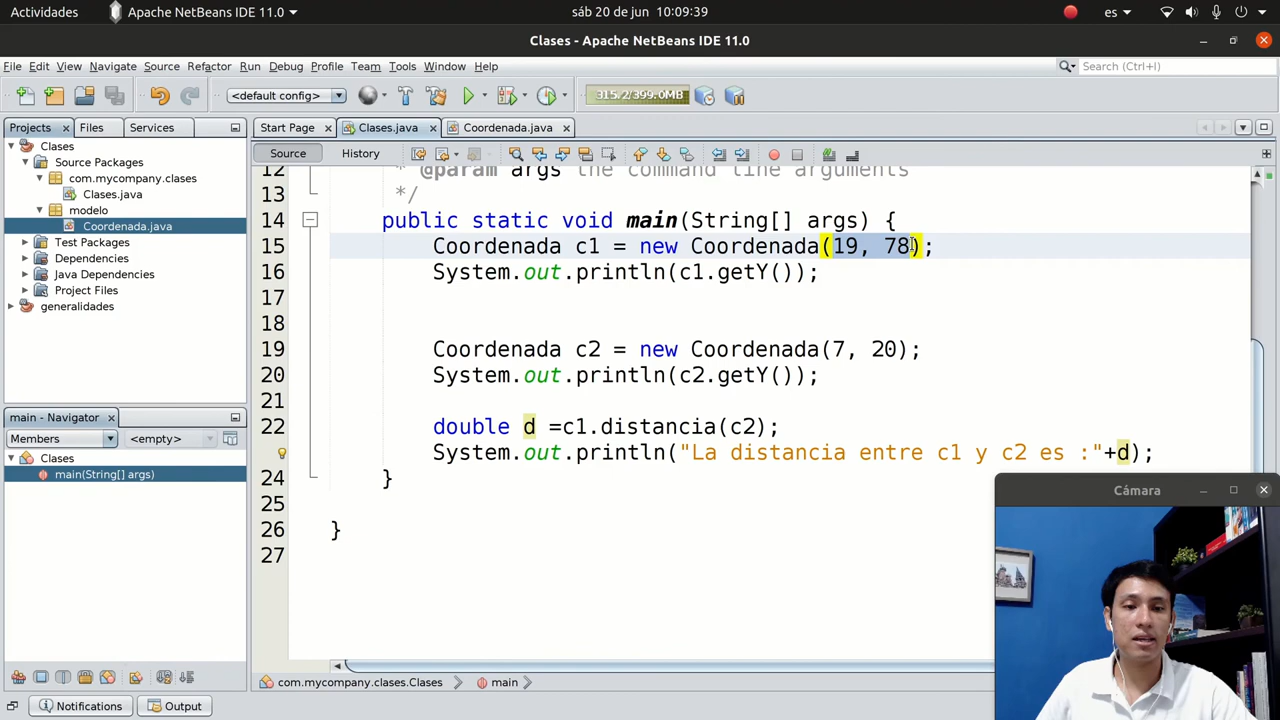 Actividades
Apache NetBeans IDE 11.0
sáb 20 de jun 10:09:39
es
Clases - Apache NetBeans IDE 11.0
File Edit View Navigate Source Refactor Run Debug Profile Team Tools Window Help
Search (Ctrl+I)
<default config>
315.2/399.0MB
Projects Files Services
Start Page Clases.java Coordenada.java
Source History
Clases
Source Packages
com.mycompany.clases
Clases.java
modelo
Coordenada.java
Test Packages
Dependencies
Java Dependencies
Project Files
generalidades
main - Navigator
Members <empty>
Clases
main(String[] args)
12 * @param args the command line arguments
13 */
14 public static void main(String[] args) {
15 Coordenada c1 = new Coordenada(19, 78);
16 System.out.println(c1.getY());
17
18
19 Coordenada c2 = new Coordenada(7, 20);
20 System.out.println(c2.getY());
21
22 double d =c1.distancia(c2);
System.out.println("La distancia entre c1 y c2 es :"+d);
24 }
25
26 }
27
Cámara
com.mycompany.clases.Clases main
Notifications Output